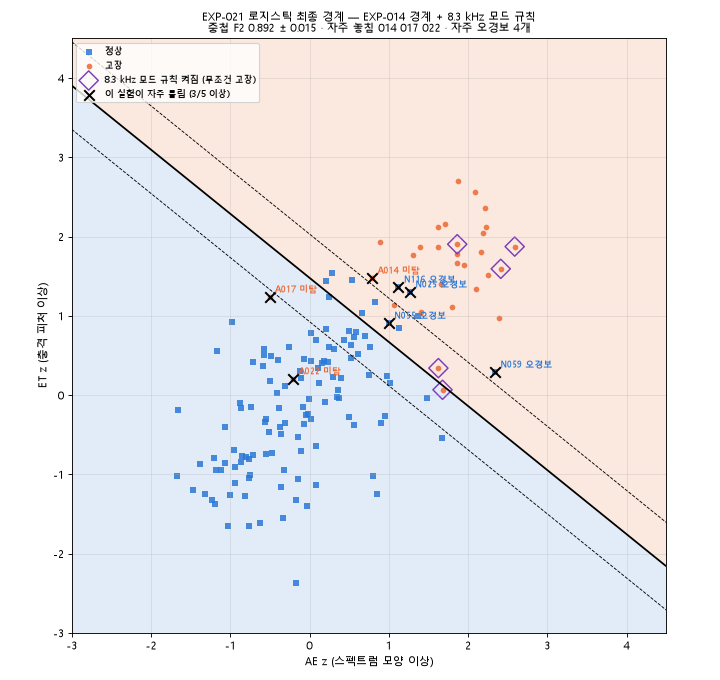 EXP-021 로지스틱 최종 경계 — EXP-014 경계 + 8.3 kHz 모드 규칙
중첩 F2 0.892 ±0.015 · 자주 놓침 014 017 022 · 자주 오경보 4개
정상
고장
8.3 kHz 모드 규칙 켜짐 (무조건 고장)
이 실험이 자주 틀림 (3/5 이상)
ET z (충격 피처 이상)
4
3
2
1
0
-1
-2
-3
A014 미탐
N116 오경보
N025 오경보
A017 미탐
N055 오경보
N059 오경보
A022 미탐
-3 -2 -1 0 1 2 3 4
AE z (스펙트럼 모양 이상)